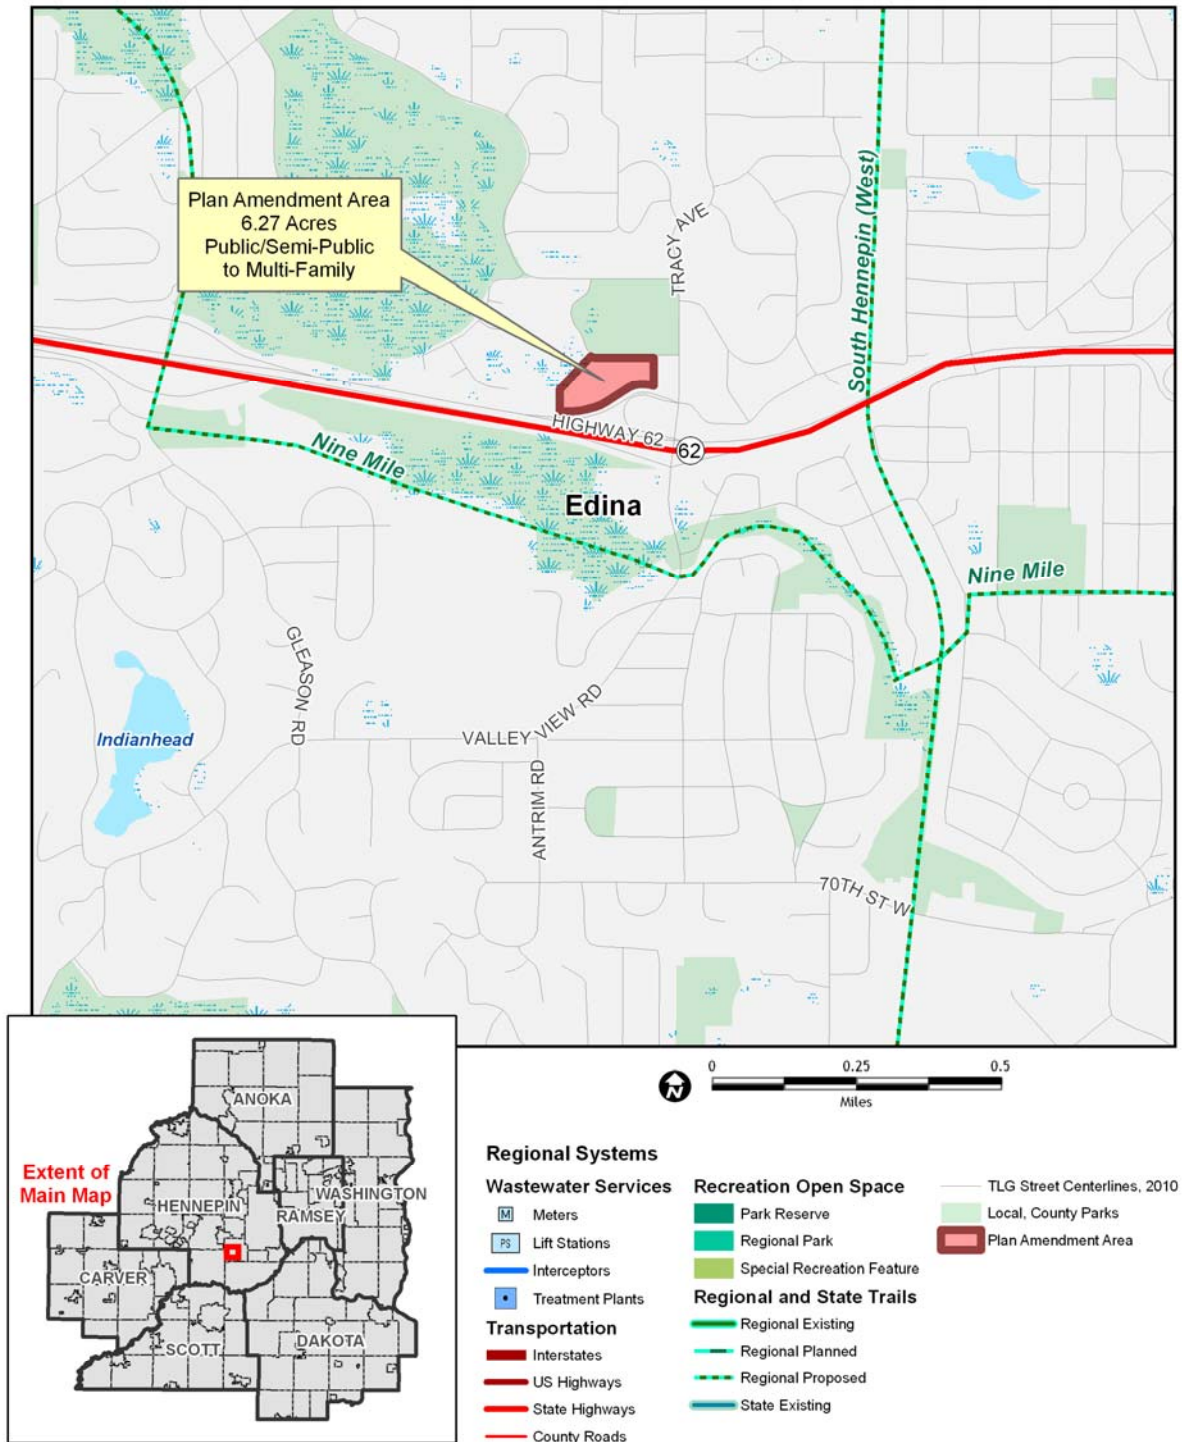 Plan Amendment Area
6.27 Acres
Public/Semi-Public
to Multi-Family
TRACY AVE
South Hennepin (West)
HIGHWAY 62
62
Nine Mile
Edina
Nine Mile
GLEASON RD
Indianhead
VALLEY VIEW RD
ANTRIM RD
70TH ST W
Extent of
Main Map
ANOKA
HENNEPIN
WASHINGTON
RAMSEY
CARVER
SCOTT
DAKOTA
N
0 0.25 0.5
Miles
Regional Systems
Wastewater Services
M Meters
PS Lift Stations
Interceptors
Treatment Plants
Transportation
Interstates
US Highways
State Highways
County Roads
Recreation Open Space
Park Reserve
Regional Park
Special Recreation Feature
Regional and State Trails
Regional Existing
Regional Planned
Regional Proposed
State Existing
TLG Street Centerlines, 2010
Local, County Parks
Plan Amendment Area